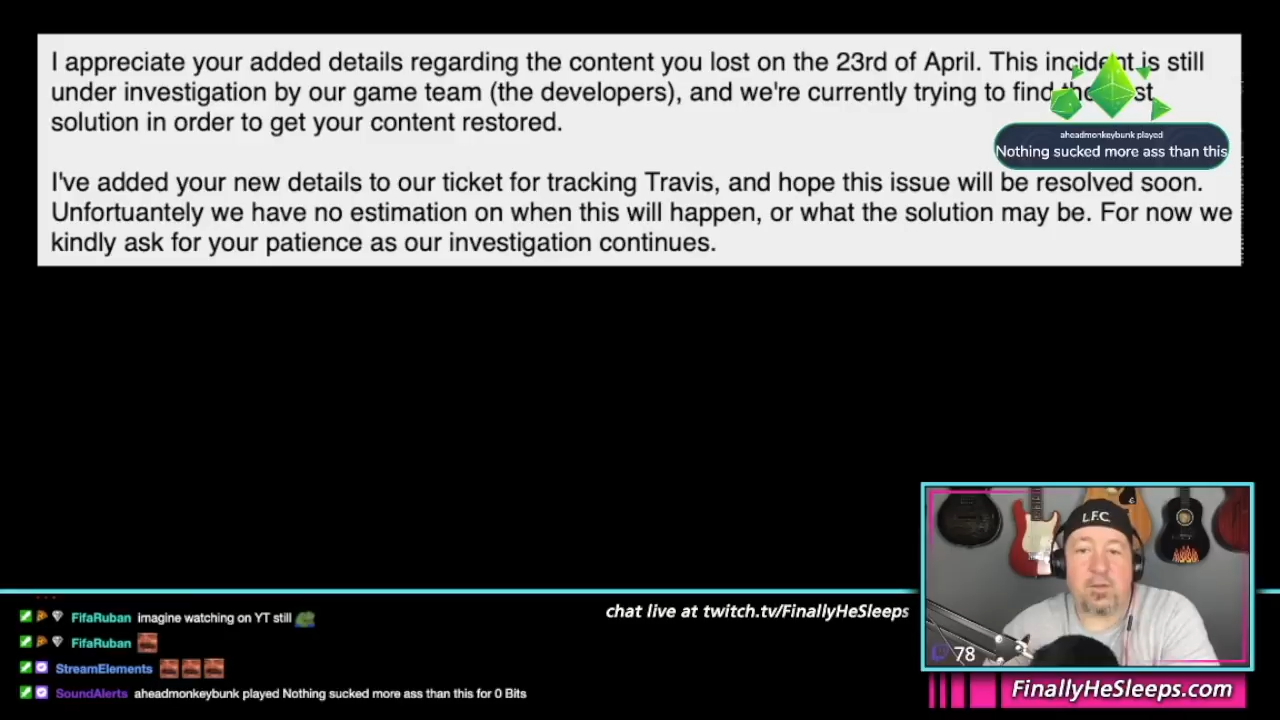 I appreciate your added details regarding the content you lost on the 23rd of April. This incident is still
under investigation by our game team (the developers), and we're currently trying to find the
solution in order to get your content restored.
aheadmonkeybunk played
Nothing sucked more ass than this
I've added your new details to our ticket for tracking Travis, and hope this issue will be resolved soon.
Unfortuantely we have no estimation on when this will happen, or what the solution may be. For now we
kindly ask for your patience as our investigation continues.
L.F.C.
FifaRuban imagine watching on YT still
chat live at twitch.tv/FinallyHeSleeps
FifaRuban
StreamElements
78
SoundAlerts aheadmonkeybunk played Nothing sucked more ass than this for 0 Bits
FinallyHeSleeps.com